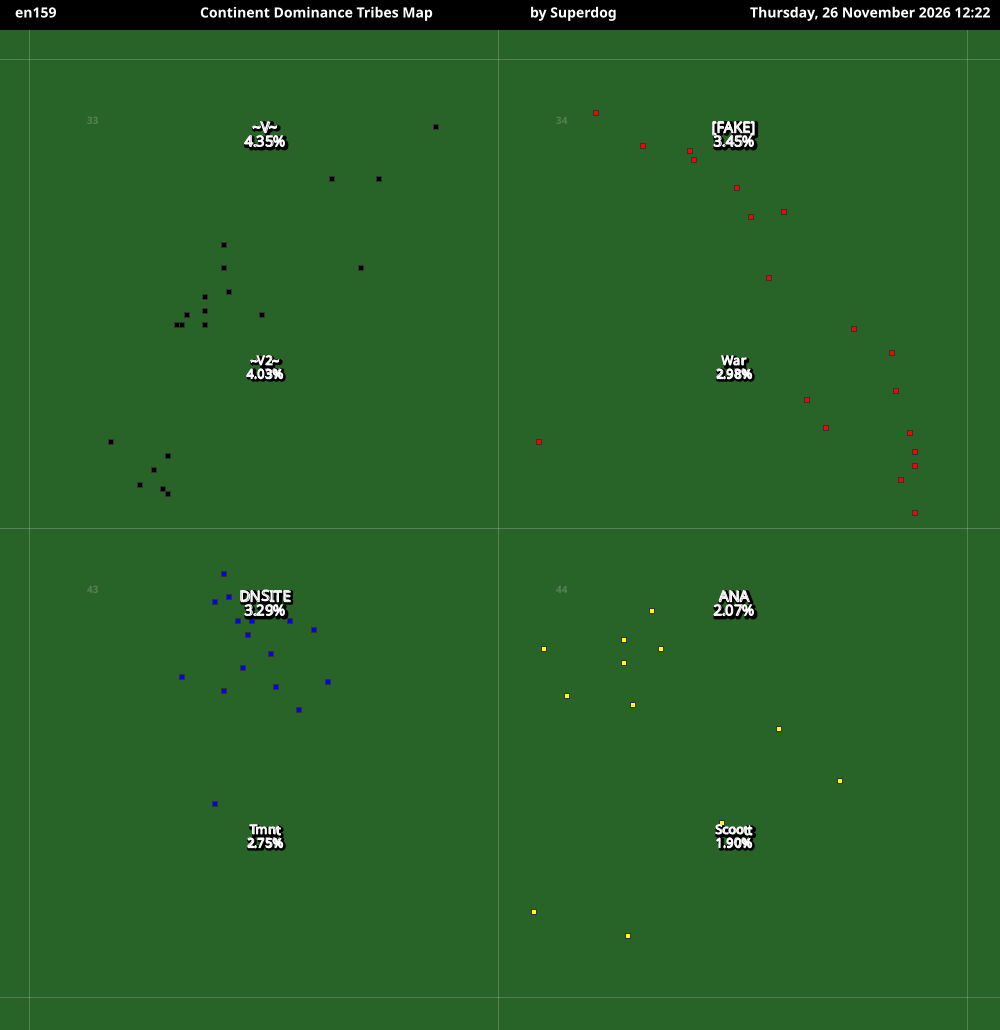 en159 Continent Dominance Tribes Map by Superdog Thursday, 26 November 2026 12:22
33 34
~V~ [FAKE]
4.35% 3.45%
~V2~ War
4.03% 2.98%
43 44
DNSITE ANA
3.29% 2.07%
Tmnt Scoott
2.75% 1.90%